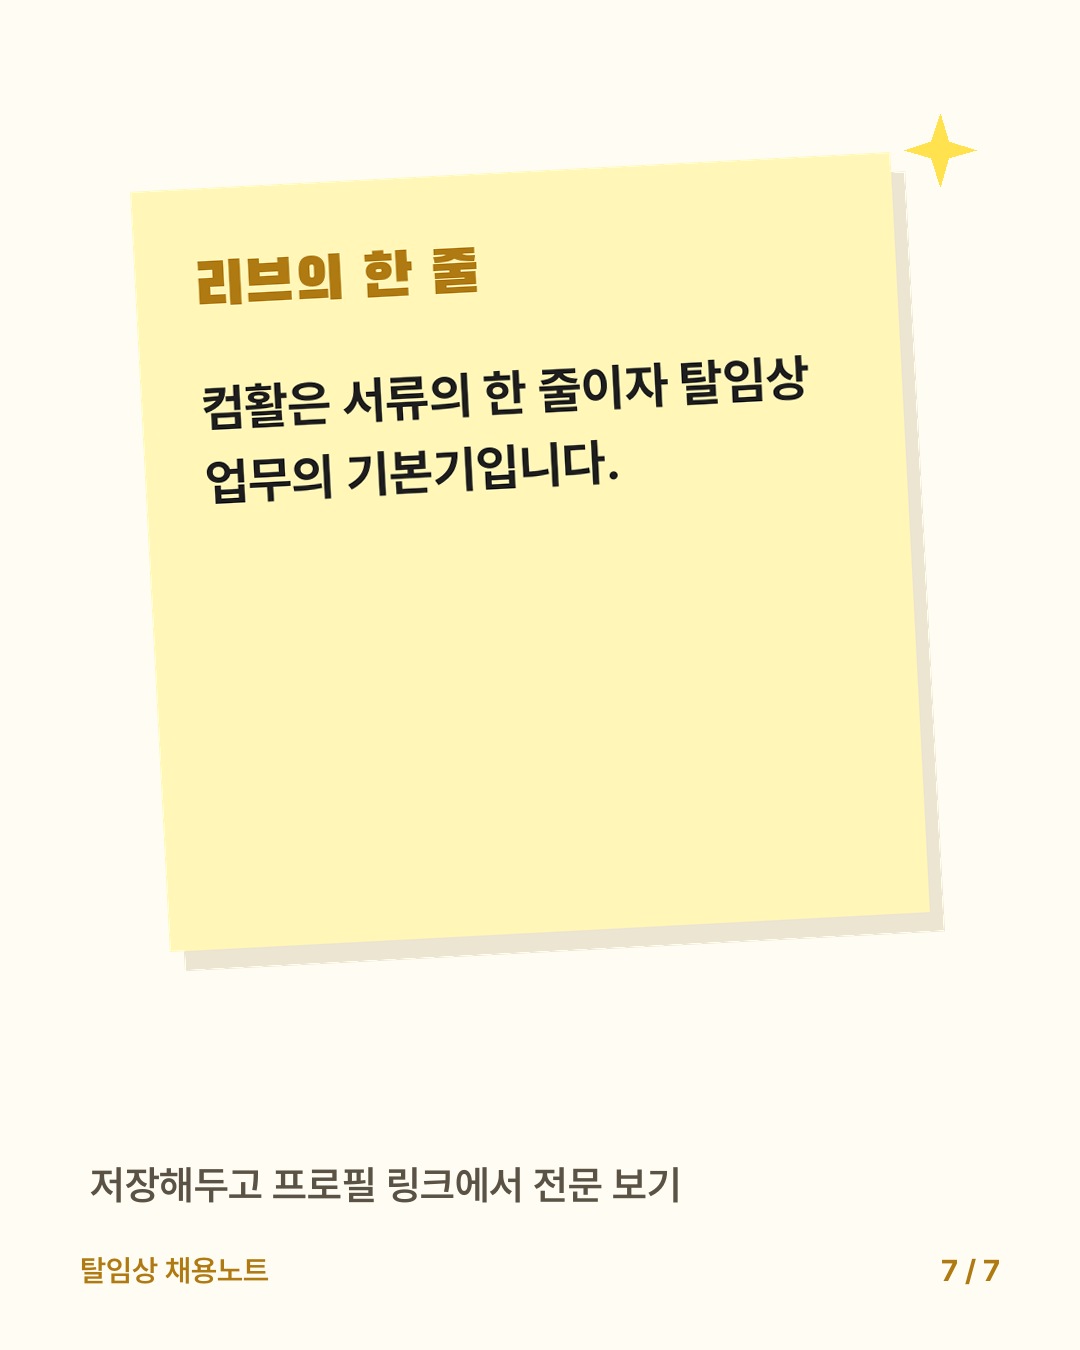 리브의 한 줄
컴활은 서류의 한 줄이자 탈임상
업무의 기본기입니다.
저장해두고 프로필 링크에서 전문 보기
탈임상 채용노트
7 / 7